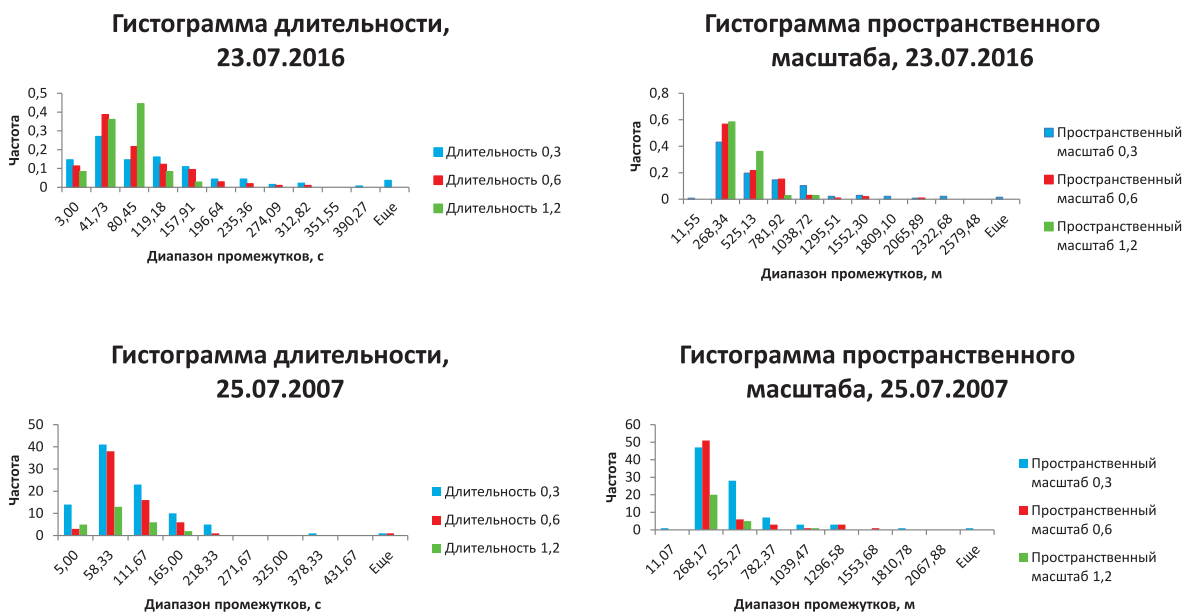 Гистограмма длительности,
23.07.2016
Частота
0,5
0,4
0,3
0,2
0,1
0
3,00
41,73
80,45
119,18
157,91
196,64
235,36
274,09
312,82
351,55
390,27
Еще
Диапазон промежутков, с
Длительность 0,3
Длительность 0,6
Длительность 1,2
Гистограмма пространственного
масштаба, 23.07.2016
Частота
0,8
0,6
0,4
0,2
0
11,55
268,34
525,13
781,92
1038,72
1295,51
1552,30
1809,10
2065,89
2322,68
2579,48
Еще
Диапазон промежутков, м
Пространственный
масштаб 0,3
Пространственный
масштаб 0,6
Пространственный
масштаб 1,2
Гистограмма длительности,
25.07.2007
Частота
50
40
30
20
10
0
5,00
58,33
111,67
165,00
218,33
271,67
325,00
378,33
431,67
Еще
Диапазон промежутков, с
Длительность 0,3
Длительность 0,6
Длительность 1,2
Гистограмма пространственного
масштаба, 25.07.2007
Частота
60
50
40
30
20
10
0
11,07
268,17
525,27
782,37
1039,47
1296,58
1553,68
1810,78
2067,88
Еще
Диапазон промежутков, м
Пространственный
масштаб 0,3
Пространственный
масштаб 0,6
Пространственный
масштаб 1,2